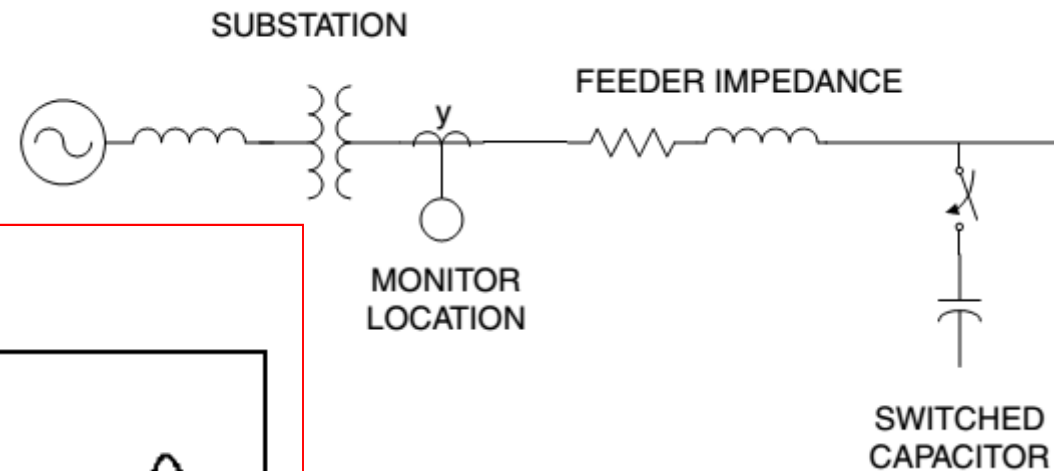 SUBSTATION
FEEDER IMPEDANCE
y
MONITOR
LOCATION
SWITCHED
CAPACITOR